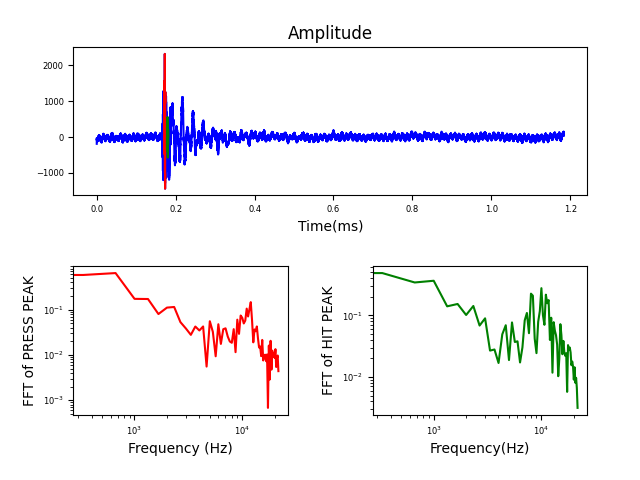 Amplitude
2000
1000
0
−1000
0.0 0.2 0.4 0.6 0.8 1.0 1.2
Time(ms)
FFT of PRESS PEAK
10⁻¹
10⁻²
10⁻³
10³ 10⁴
Frequency (Hz)
FFT of HIT PEAK
10⁻¹
10⁻²
10³ 10⁴
Frequency(Hz)